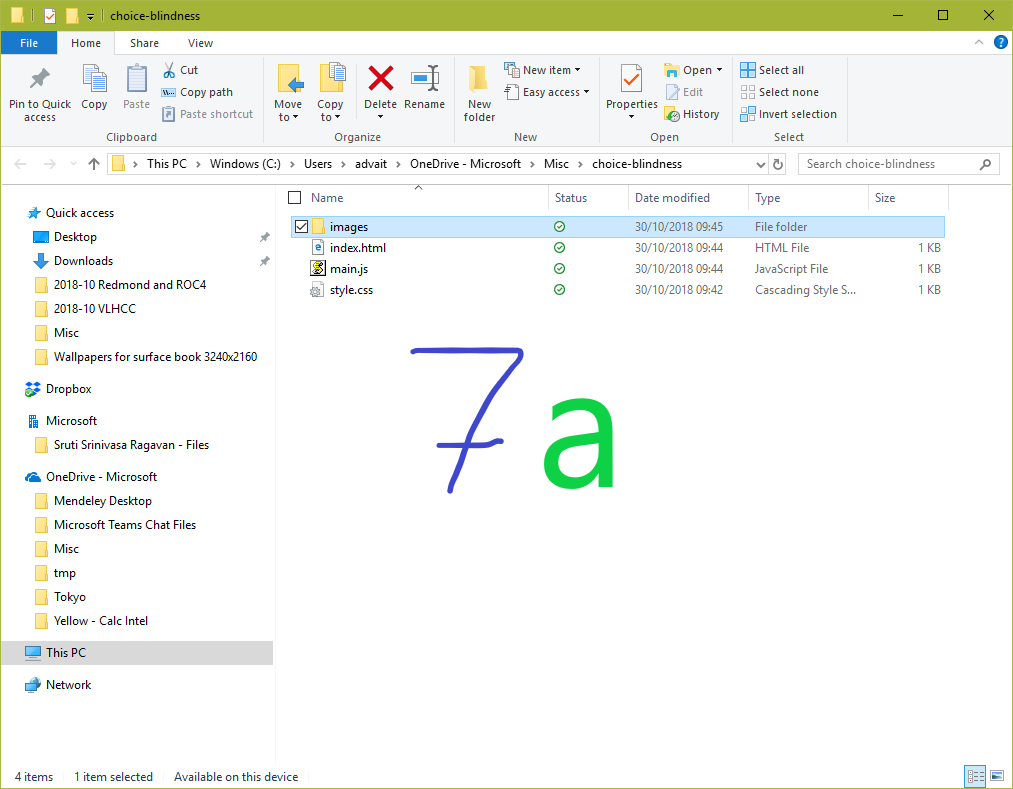 choice-blindness
File Home Share View
Pin to Quick access
Copy
Paste
Cut
Copy path
Paste shortcut
Clipboard
Move to
Copy to
Delete
Rename
Organize
New folder
New item
Easy access
New
Properties
Open
Edit
History
Open
Select all
Select none
Invert selection
Select
This PC > Windows (C:) > Users > advait > OneDrive - Microsoft > Misc > choice-blindness
Search choice-blindness
Quick access
Desktop
Downloads
2018-10 Redmond and ROC4
2018-10 VLHCC
Misc
Wallpapers for surface book 3240x2160
Dropbox
Microsoft
Sruti Srinivasa Ragavan - Files
OneDrive - Microsoft
Mendeley Desktop
Microsoft Teams Chat Files
Misc
tmp
Tokyo
Yellow - Calc Intel
This PC
Network
Name Status Date modified Type Size
images 30/10/2018 09:45 File folder
index.html 30/10/2018 09:44 HTML File 1 KB
main.js 30/10/2018 09:44 JavaScript File 1 KB
style.css 30/10/2018 09:42 Cascading Style S... 1 KB
7a
4 items 1 item selected Available on this device